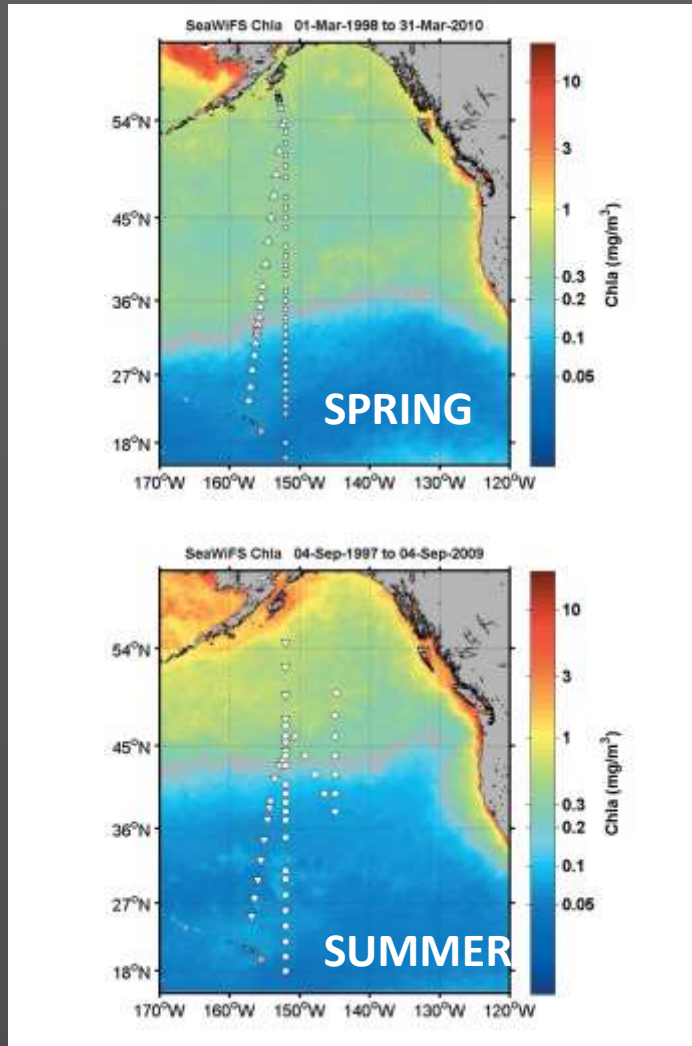 SeaWiFS Chla 01-Mar-1998 to 31-Mar-2010
54°N
45°N
36°N
27°N
18°N
170°W 160°W 150°W 140°W 130°W 120°W
10
3
1
0.3
0.2
0.1
0.05
Chla (mg/m³)
SPRING
SeaWiFS Chla 04-Sep-1997 to 04-Sep-2009
54°N
45°N
36°N
27°N
18°N
170°W 160°W 150°W 140°W 130°W 120°W
10
3
1
0.3
0.2
0.1
0.05
Chla (mg/m³)
SUMMER